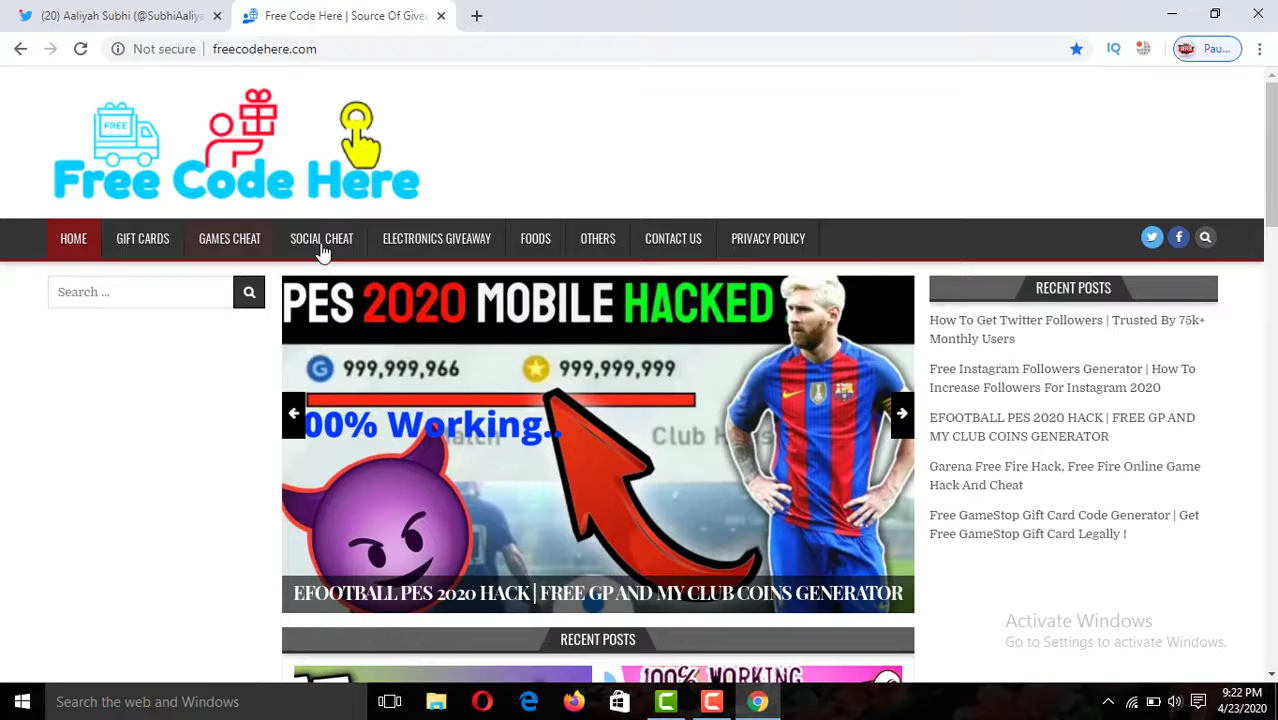 (20) Aaliyah Subhi (@SubhiAaliya
Free Code Here - Source Of Give
Not secure
freecodehere.com
IQ
Pau...
FREE
Free Code Here
HOME
GIFT CARDS
GAMES CHEAT
SOCIAL CHEAT
ELECTRONICS GIVEAWAY
FOODS
OTHERS
CONTACT US
PRIVACY POLICY
Search ...
PES 2020 MOBILE HACKED
G 999,999,966
999,999,999
00% Working..
EFOOTBALL PES 2020 HACK | FREE GP AND MY CLUB COINS GENERATOR
RECENT POSTS
100% WORKING
RECENT POSTS
How To Get Twitter Followers | Trusted By 75k+
Monthly Users
Free Instagram Followers Generator | How To
Increase Followers For Instagram 2020
EFOOTBALL PES 2020 HACK | FREE GP AND
MY CLUB COINS GENERATOR
Garena Free Fire Hack, Free Fire Online Game
Hack And Cheat
Free GameStop Gift Card Code Generator | Get
Free GameStop Gift Card Legally !
Activate Windows
Go to Settings to activate Windows.
Search the web and Windows
9:22 PM
4/23/2020